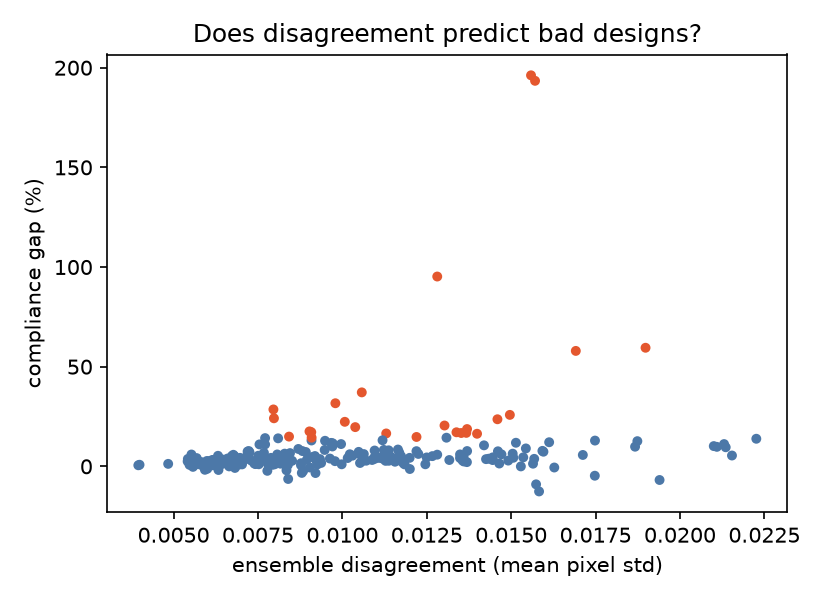 Does disagreement predict bad designs?
200
150
100
50
0
compliance gap (%)
0.0050 0.0075 0.0100 0.0125 0.0150 0.0175 0.0200 0.0225
ensemble disagreement (mean pixel std)